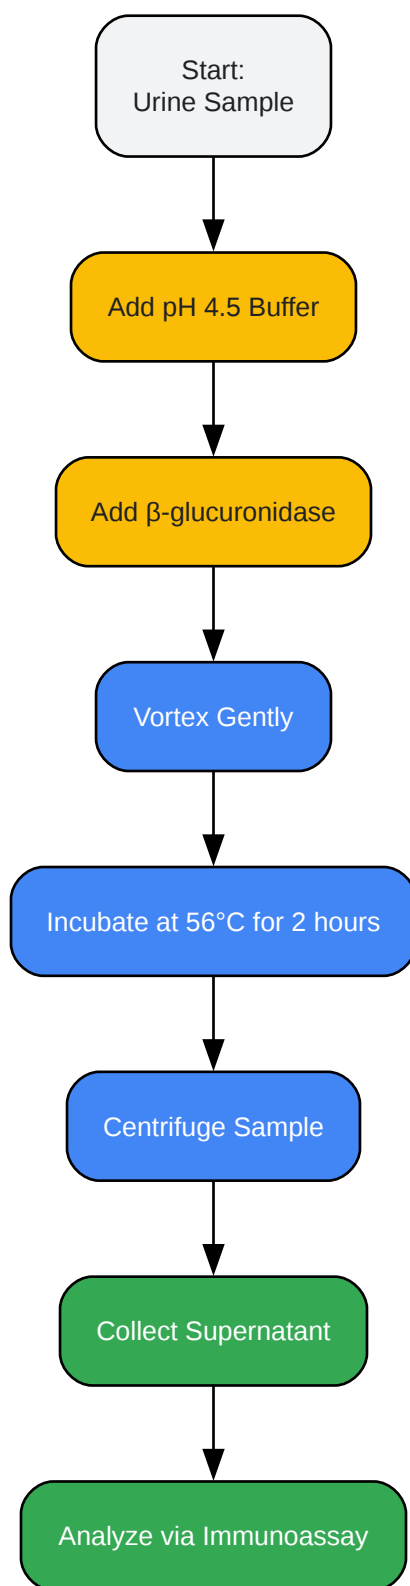 Start:
Urine Sample
Add pH 4.5 Buffer
Add β-glucuronidase
Vortex Gently
Incubate at 56°C for 2 hours
Centrifuge Sample
Collect Supernatant
Analyze via Immunoassay